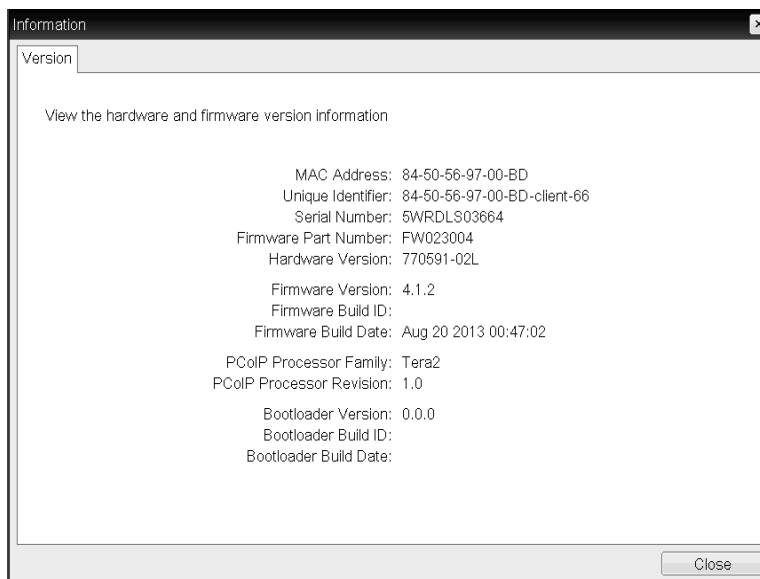 Information
Version
View the hardware and firmware version information
MAC Address: 84-50-56-97-00-BD
Unique Identifier: 84-50-56-97-00-BD-client-66
Serial Number: 5WRDLS03664
Firmware Part Number: FW023004
Hardware Version: 770591-02L
Firmware Version: 4.1.2
Firmware Build ID:
Firmware Build Date: Aug 20 2013 00:47:02
PCoIP Processor Family: Tera2
PCoIP Processor Revision: 1.0
Bootloader Version: 0.0.0
Bootloader Build ID:
Bootloader Build Date:
Close